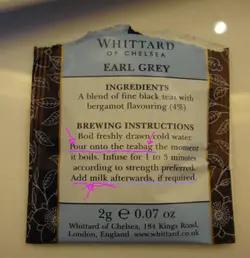 WHITTARD
OF CHELSEA
EARL GREY
INGREDIENTS
A blend of fine black teas with
bergamot flavouring (4%)
BREWING INSTRUCTIONS
Boil freshly drawn cold water.
Pour onto the teabag the moment
it boils. Infuse for 1 to 5 minutes
according to strength preferred.
Add milk afterwards, if required.
2g e 0.07 oz
Whittard of Chelsea, 184 Kings Road,
London, England www.whittard.co.uk